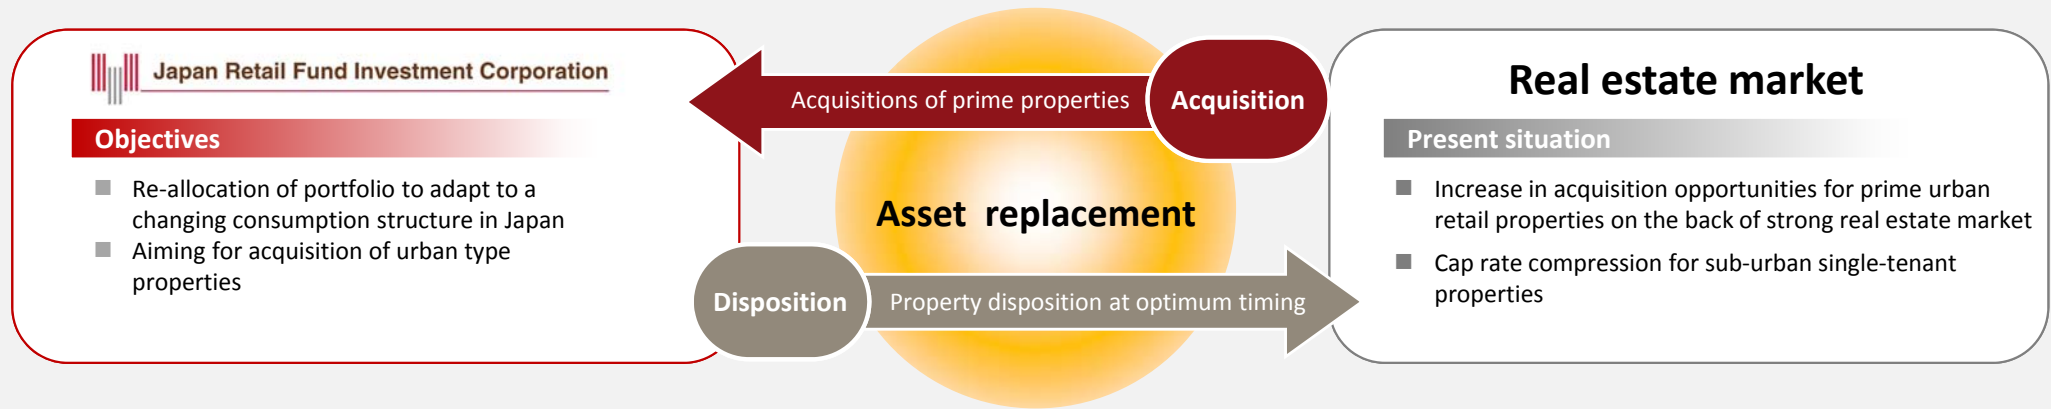 Japan Retail Fund Investment Corporation
Objectives
Re-allocation of portfolio to adapt to a
changing consumption structure in Japan
Aiming for acquisition of urban type
properties
Acquisitions of prime properties
Acquisition
Asset replacement
Disposition
Property disposition at optimum timing
Real estate market
Present situation
Increase in acquisition opportunities for prime urban
retail properties on the back of strong real estate market
Cap rate compression for sub-urban single-tenant
properties